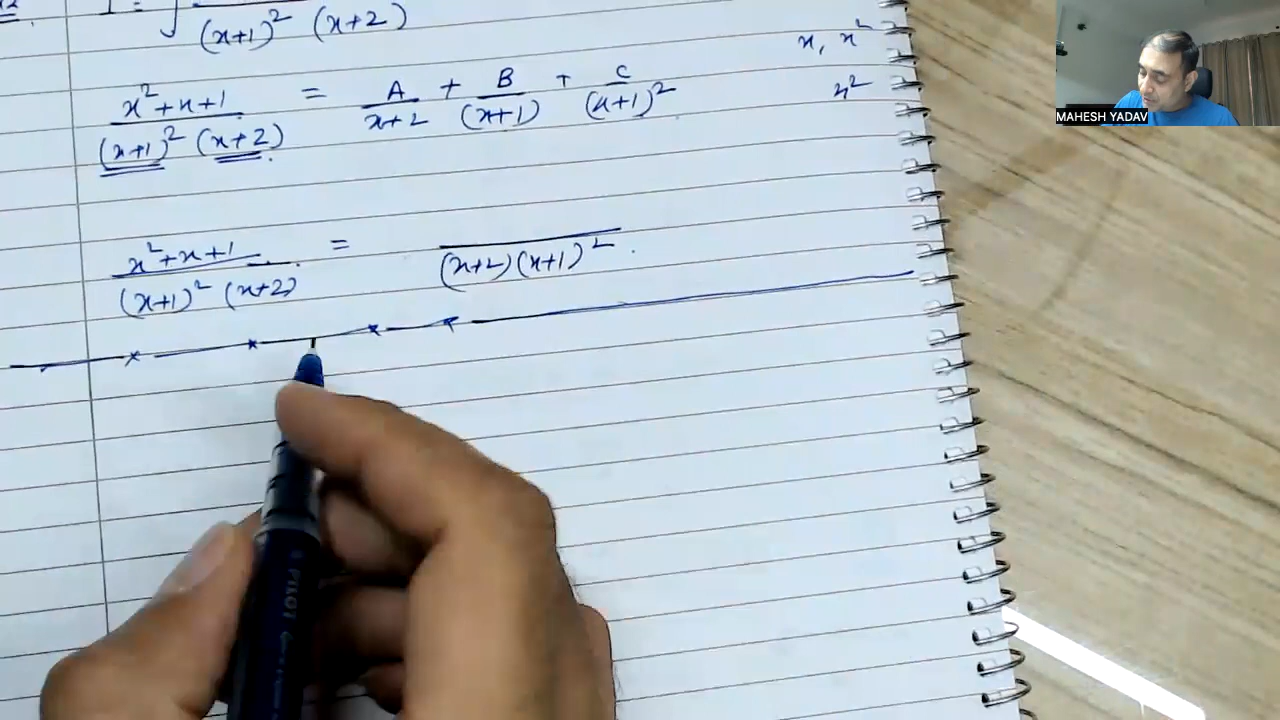 I = ∫ (x+1)² (x+2)
x, x²
x²+x+1 / (x+1)² (x+2) = A / x+2 + B / (x+1) + C / (x+1)²
x²
MAHESH YADAV
x²+x+1 / (x+1)² (x+2) = / (x+2)(x+1)²
PILOT